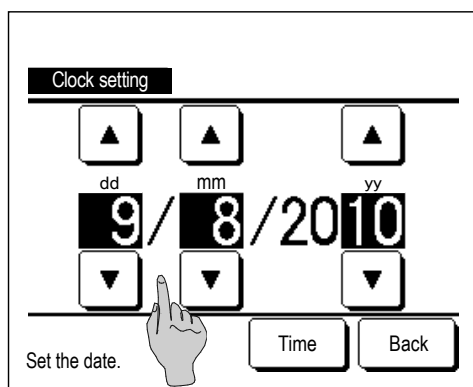 Clock setting
▲ ▲ ▲
dd mm yy
9/ 8/2010
▼ ▼ ▼
Set the date. Time Back